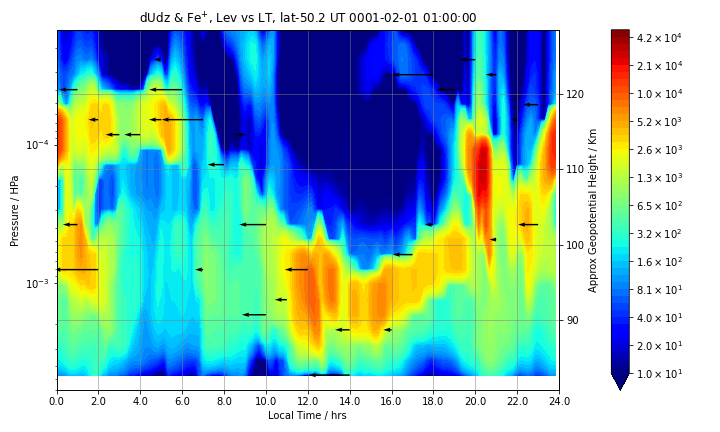 dUdz & Fe⁺, Lev vs LT, lat-50.2 UT 0001-02-01 01:00:00
Pressure / HPa
10⁻⁴
10⁻³
0.0 2.0 4.0 6.0 8.0 10.0 12.0 14.0 16.0 18.0 20.0 22.0 24.0
Local Time / hrs
120
110
100
90
Approx Geopotential Height / Km
4.2 × 10⁴
2.1 × 10⁴
1.0 × 10⁴
5.2 × 10³
2.6 × 10³
1.3 × 10³
6.5 × 10²
3.2 × 10²
1.6 × 10²
8.1 × 10¹
4.0 × 10¹
2.0 × 10¹
1.0 × 10¹